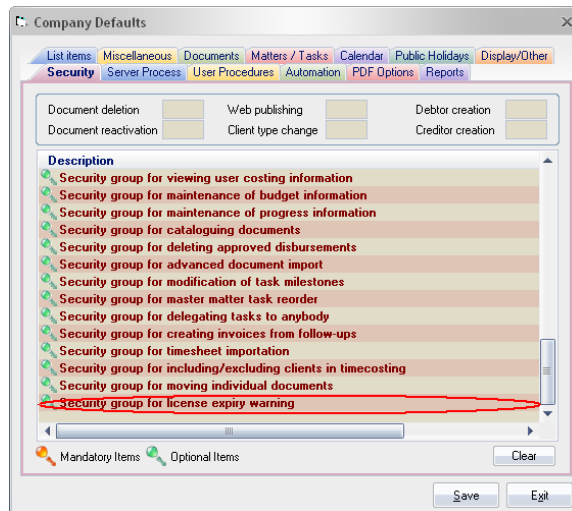 Company Defaults
List items Miscellaneous Documents Matters / Tasks Calendar Public Holidays Display/Other
Security Server Process User Procedures Automation PDF Options Reports
Document deletion Web publishing Debtor creation
Document reactivation Client type change Creditor creation
Description
Security group for viewing user costing information
Security group for maintenance of budget information
Security group for maintenance of progress information
Security group for cataloguing documents
Security group for deleting approved disbursements
Security group for advanced document import
Security group for modification of task milestones
Security group for master matter task reorder
Security group for delegating tasks to anybody
Security group for creating invoices from follow-ups
Security group for timesheet importation
Security group for including/excluding clients in timecosting
Security group for moving individual documents
Security group for license expiry warning
Mandatory Items Optional Items Clear
Save Exit